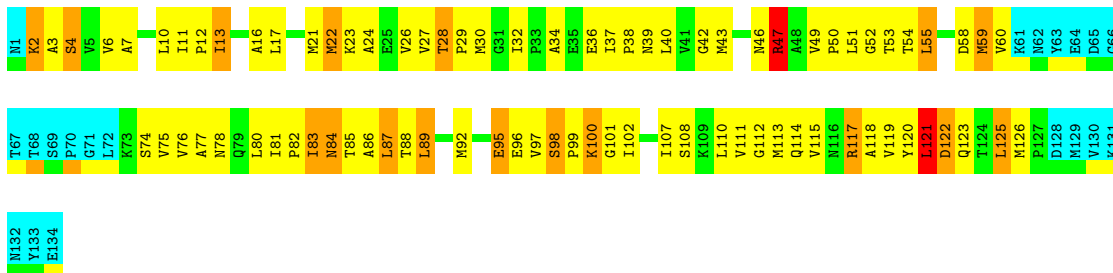 N1 K2 A3 S4 V5 V6 A7 L10 I11 P12 I13 A16 L17 M21 M22 K23 A24 E25 V26 V27 T28 P29 M30 G31 I32 P33 A34 E35 E36 I37 P38 N39 L40 V41 G42 M43 N46 R47 A48 V49 P50 L51 G52 T53 T54 L55 D58 M59 V60 K61 N62 Y63 E64 D65 G66
T67 T68 S69 P70 G71 L72 K73 S74 V75 V76 A77 N78 Q79 L80 I81 P82 I83 N84 T85 A86 L87 T88 L89 M92 E95 E96 V97 S98 P99 K100 G101 I102 I107 S108 K109 L110 V111 G112 M113 Q114 V115 N116 R117 A118 V119 Y120 L121 D122 Q123 T124 L125 M126 P127 D128 M129 V130 K131
N132 Y133 E134